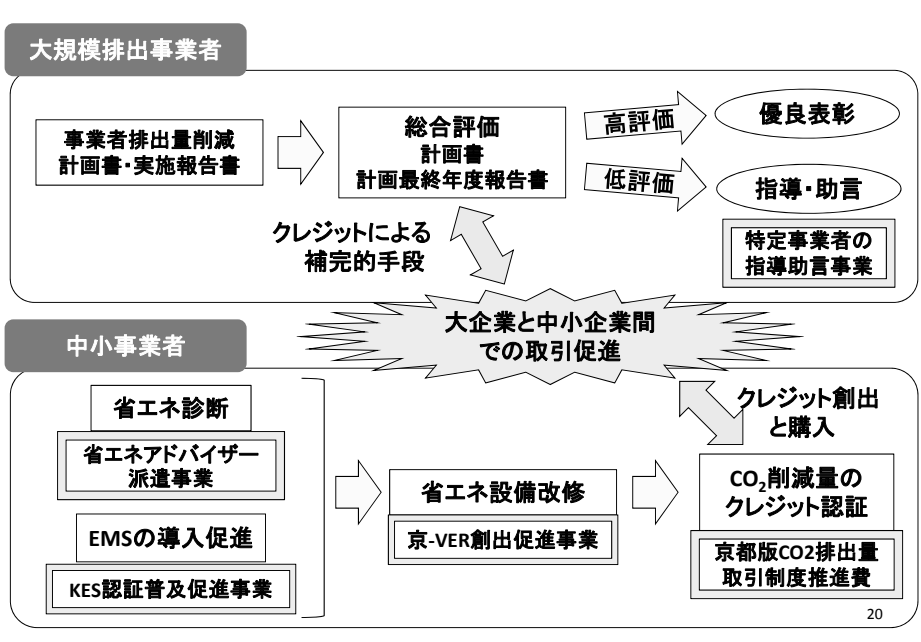 大規模排出事業者
事業者排出量削減
計画書・実施報告書
総合評価
計画書
計画最終年度報告書
高評価
優良表彰
低評価
指導・助言
特定事業者の
指導助言事業
クレジットによる
補完的手段
大企業と中小企業間
での取引促進
中小事業者
省エネ診断
省エネアドバイザー
派遣事業
EMSの導入促進
KES認証普及促進事業
省エネ設備改修
京-VER創出促進事業
クレジット創出
と購入
CO2削減量の
クレジット認証
京都版CO2排出量
取引制度推進費
20